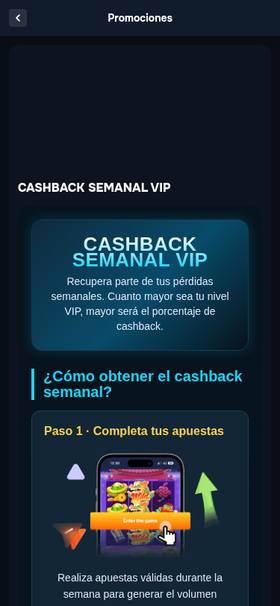 Promociones
CASHBACK SEMANAL VIP
CASHBACK
SEMANAL VIP
Recupera parte de tus pérdidas
semanales. Cuanto mayor sea tu nivel
VIP, mayor será el porcentaje de
cashback.
¿Cómo obtener el cashback
semanal?
Paso 1 · Completa tus apuestas
Enter the game
Realiza apuestas válidas durante la
semana para generar el volumen